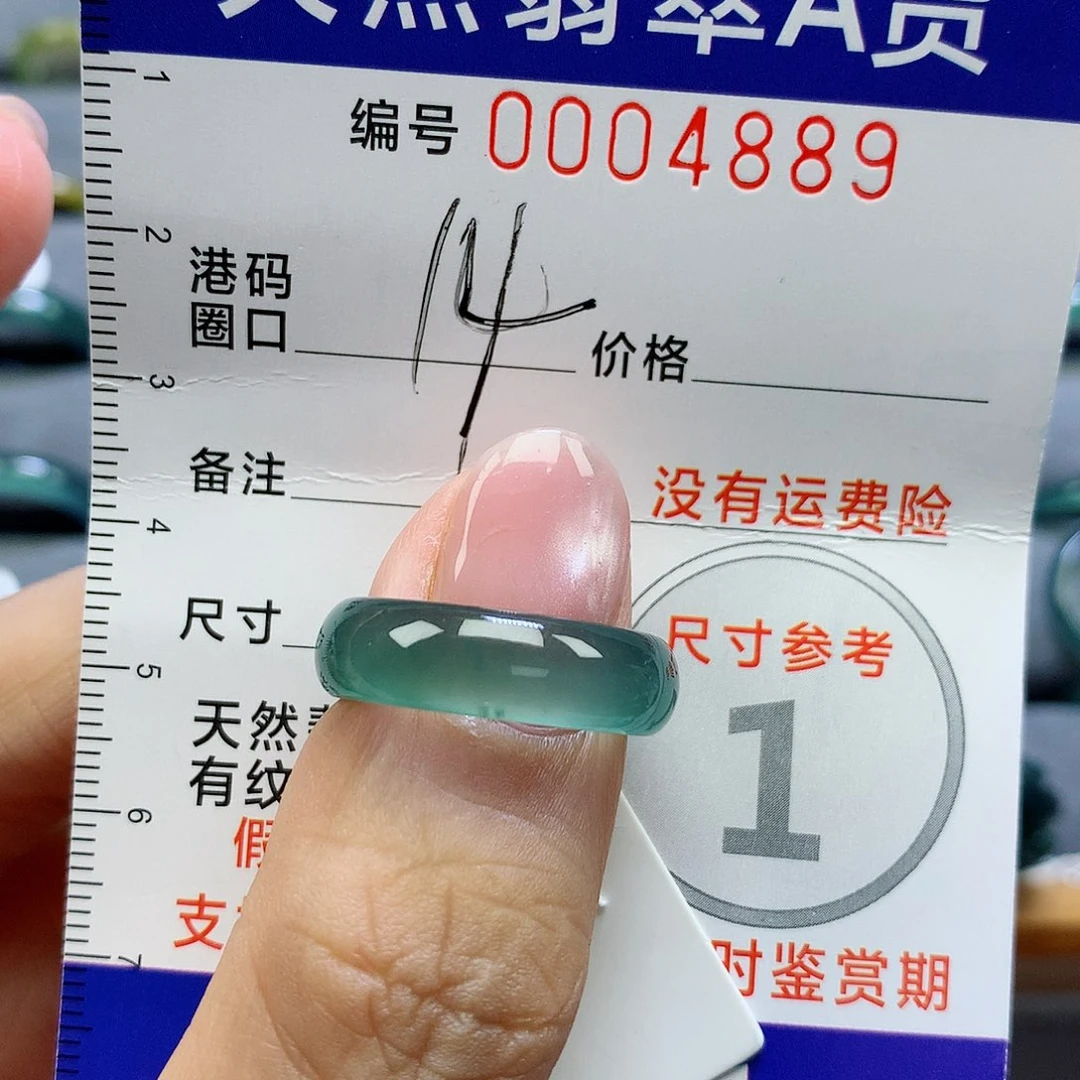 天然翡翠A货
编号 0004889
港码
圈口 14 价格
备注
没有运费险
尺寸
尺寸参考
1
天然
有纹
假
支
时鉴赏期
1
2
3
4
5
6
7